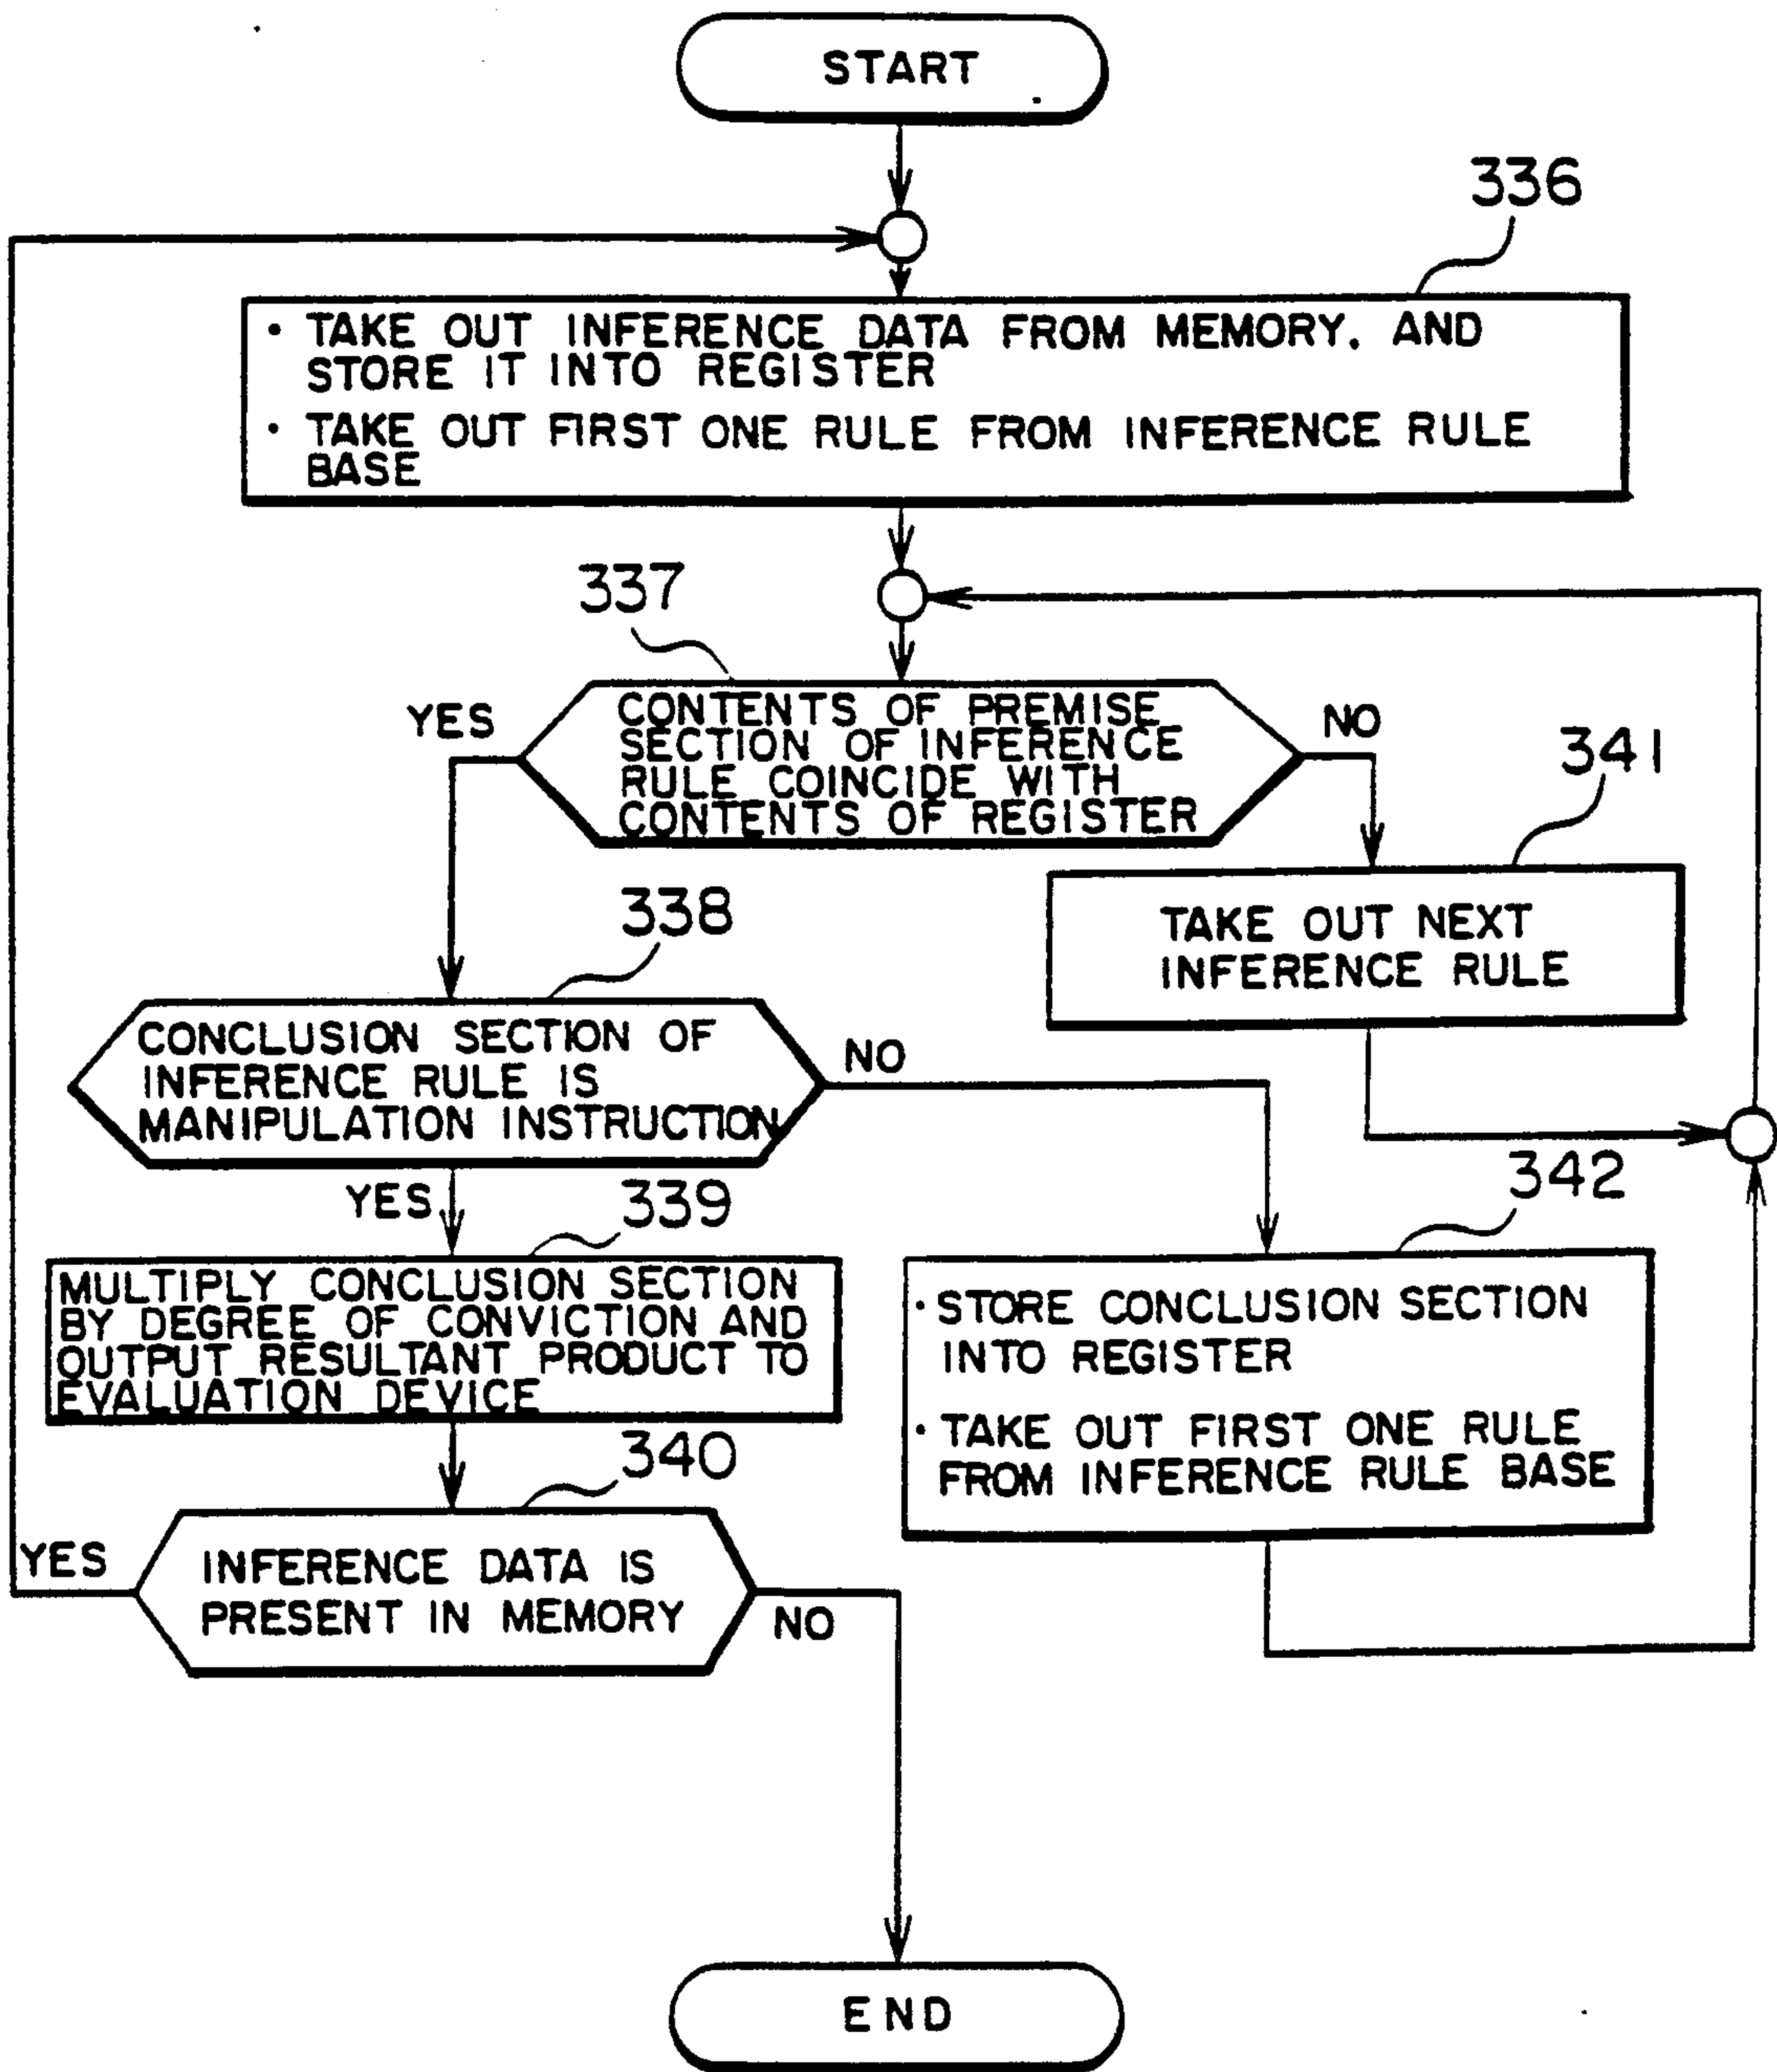 START
336
• TAKE OUT INFERENCE DATA FROM MEMORY. AND
STORE IT INTO REGISTER
• TAKE OUT FIRST ONE RULE FROM INFERENCE RULE
BASE
337
YES
CONTENTS OF PREMISE
SECTION OF INFERENCE
RULE COINCIDE WITH
CONTENTS OF REGISTER
NO
341
TAKE OUT NEXT
INFERENCE RULE
338
CONCLUSION SECTION OF
INFERENCE RULE IS
MANIPULATION INSTRUCTION
NO
YES
339
MULTIPLY CONCLUSION SECTION
BY DEGREE OF CONVICTION AND
OUTPUT RESULTANT PRODUCT TO
EVALUATION DEVICE
342
• STORE CONCLUSION SECTION
INTO REGISTER
• TAKE OUT FIRST ONE RULE
FROM INFERENCE RULE BASE
340
YES
INFERENCE DATA IS
PRESENT IN MEMORY
NO
END